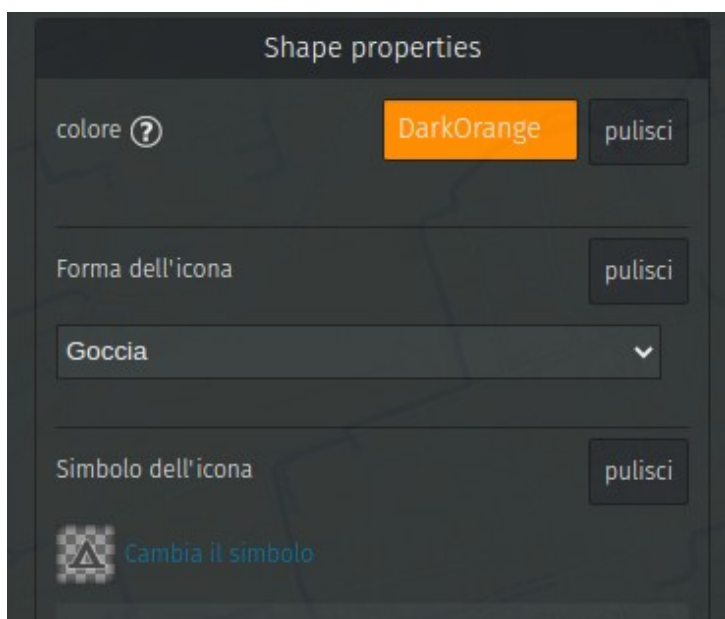 Shape properties
colore ? DarkOrange pulisci
Forma dell'icona pulisci
Goccia
Simbolo dell'icona pulisci
Cambia il simbolo